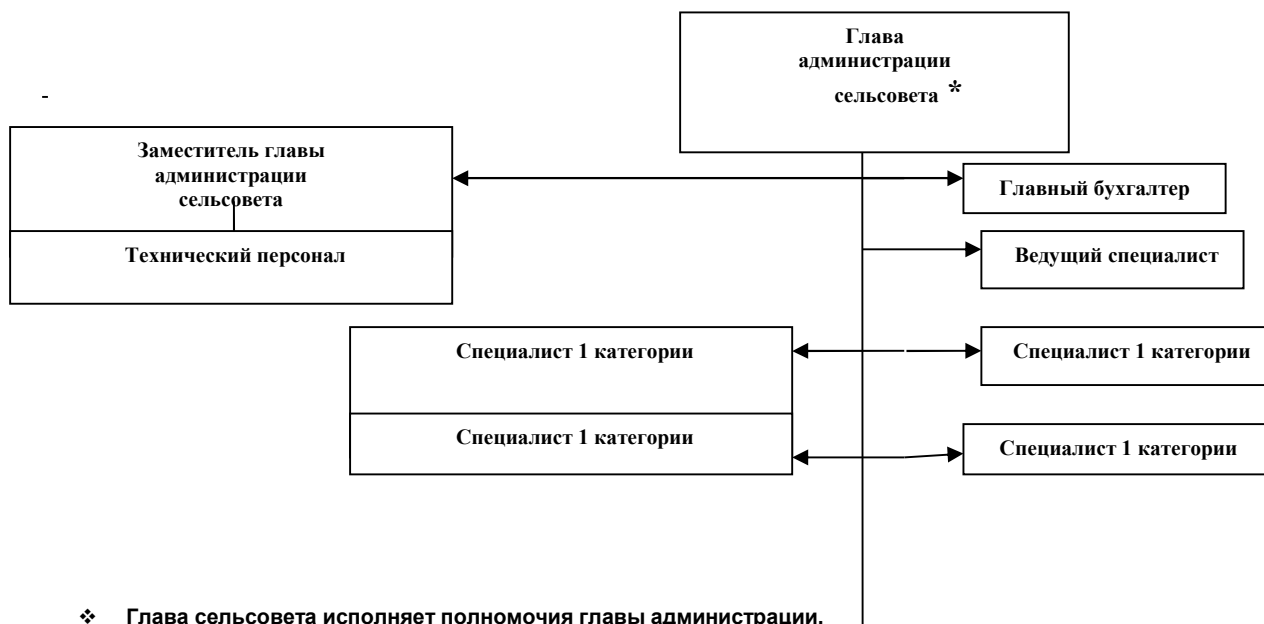 Глава
администрации
сельсовета *
-
Заместитель главы
администрации
сельсовета
Главный бухгалтер
Технический персонал
Ведущий специалист
Специалист 1 категории
Специалист 1 категории
Специалист 1 категории
Специалист 1 категории
❖ Глава сельсовета исполняет полномочия главы администрации.